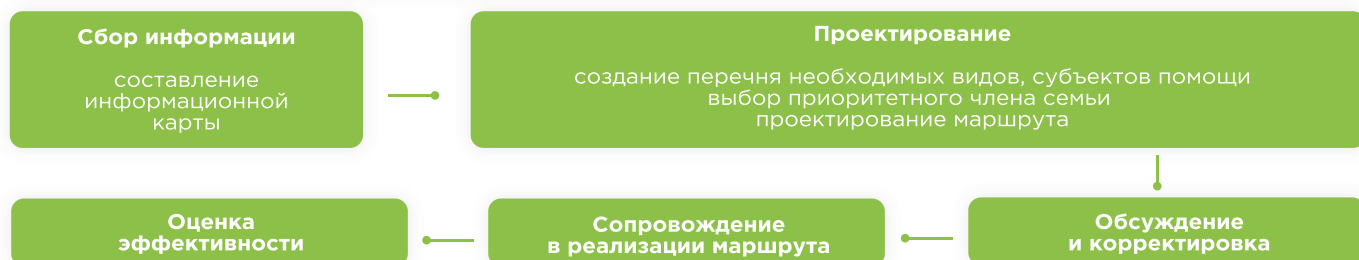 Сбор информации
составление
информационной
карты
Проектирование
создание перечня необходимых видов, субъектов помощи
выбор приоритетного члена семьи
проектирование маршрута
Обсуждение
и корректировка
Сопровождение
в реализации маршрута
Оценка
эффективности